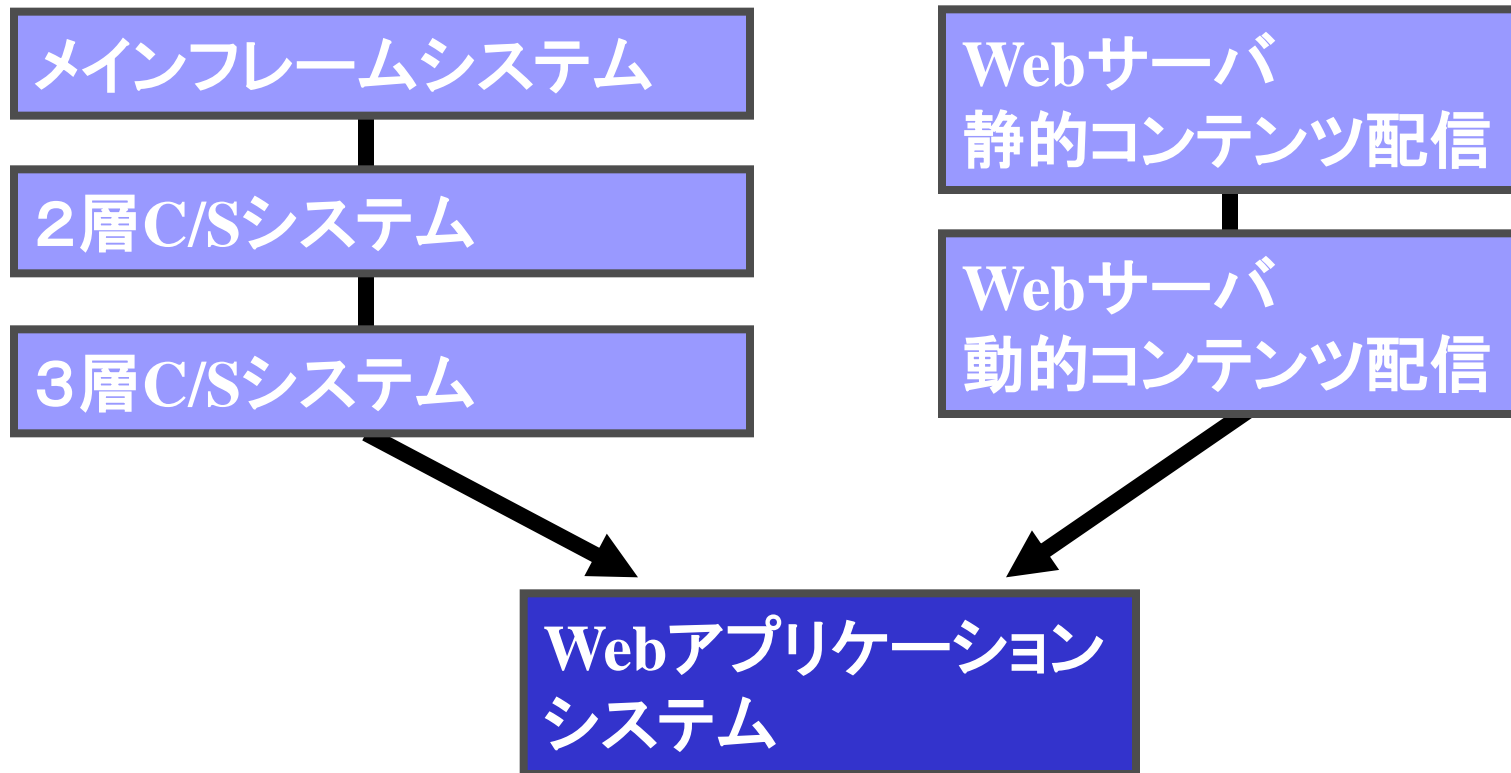 メインフレームシステム
２層C/Sシステム
３層C/Sシステム
Webサーバ
静的コンテンツ配信
Webサーバ
動的コンテンツ配信
Webアプリケーション
システム